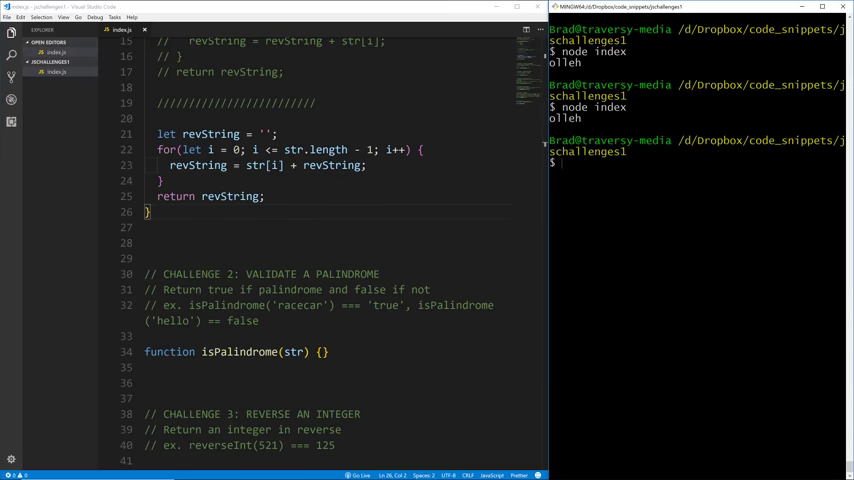 index.js - jschallenges1 - Visual Studio Code
File Edit Selection View Go Debug Tasks Help
EXPLORER
OPEN EDITORS
JS index.js
JSCHALLENGES1
JS index.js
JS index.js
15 //   revString = revString + str[i];
16 // }
17 // return revString;
18
19 /////////////////////////
20
21 let revString = '';
22 for(let i = 0; i <= str.length - 1; i++) {
23 revString = str[i] + revString;
24 }
25 return revString;
26 }
27
28
29
30 // CHALLENGE 2: VALIDATE A PALINDROME
31 // Return true if palindrome and false if not
32 // ex. isPalindrome('racecar') === 'true', isPalindrome
('hello') == false
33
34 function isPalindrome(str) {}
35
36
37
38 // CHALLENGE 3: REVERSE AN INTEGER
39 // Return an integer in reverse
40 // ex. reverseInt(521) === 125
41
0 0
Go Live Ln 26, Col 2 Spaces: 2 UTF-8 CRLF JavaScript Prettier
MINGW64:/d/Dropbox/code_snippets/jschallenges1
Brad@traversy-media /d/Dropbox/code_snippets/j
schallenges1
$ node index
olleh
Brad@traversy-media /d/Dropbox/code_snippets/j
schallenges1
$ node index
olleh
Brad@traversy-media /d/Dropbox/code_snippets/j
schallenges1
$